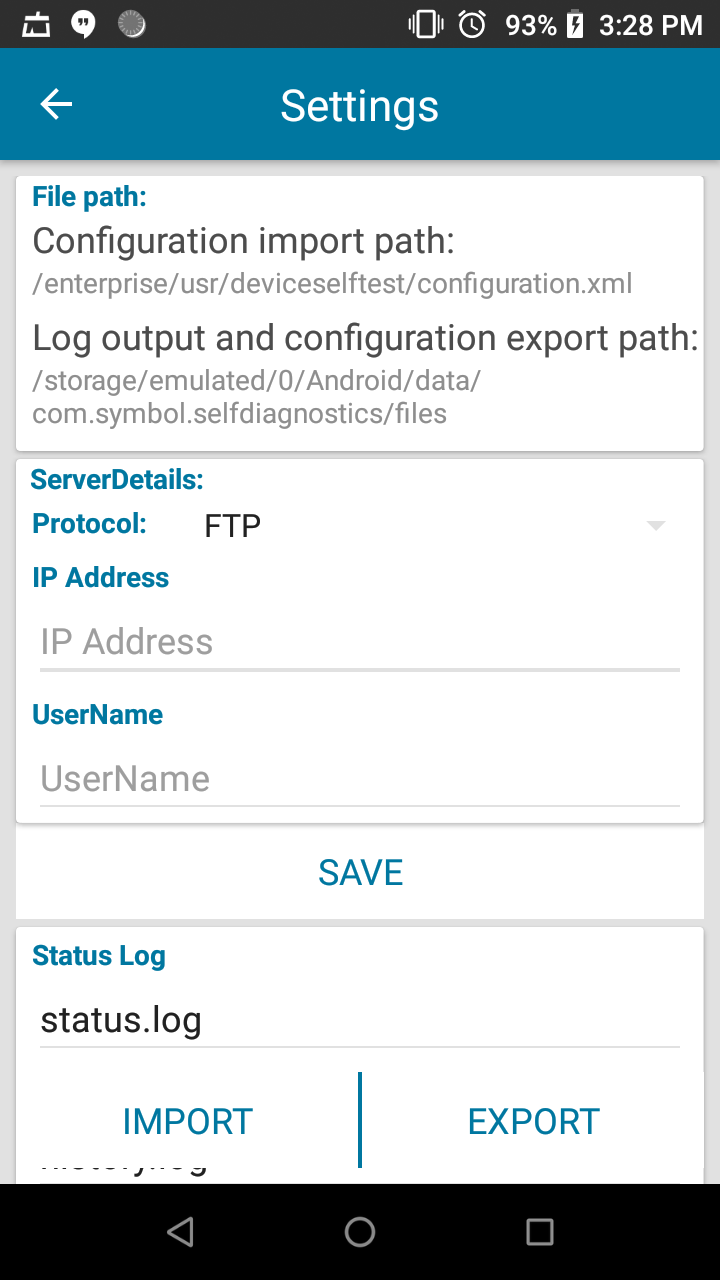 93% 3:28 PM
Settings
File path:
Configuration import path:
/enterprise/usr/deviceselftest/configuration.xml
Log output and configuration export path:
/storage/emulated/0/Android/data/
com.symbol.selfdiagnostics/files
ServerDetails:
Protocol: FTP
IP Address
IP Address
UserName
UserName
SAVE
Status Log
status.log
IMPORT EXPORT